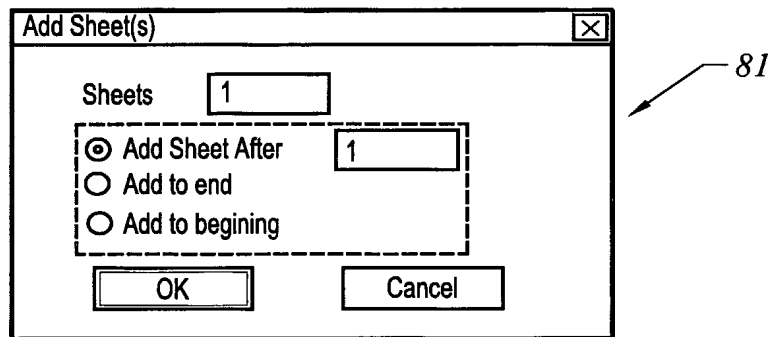 Add Sheet(s)
81
Sheets 1
Add Sheet After 1
Add to end
Add to begining
OK Cancel